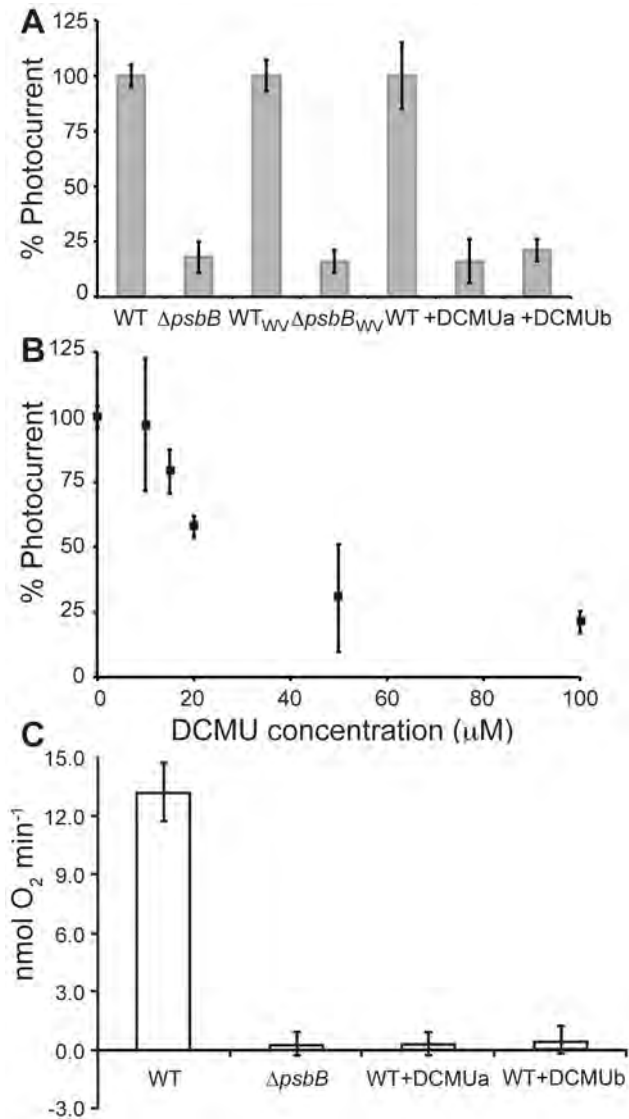 A
% Photocurrent
125
100
75
50
25
0
WT ΔpsbB WT_WV ΔpsbB_WV WT +DCMUa +DCMUb
B
% Photocurrent
125
100
75
50
25
0
0 20 40 60 80 100
DCMU concentration (μM)
C
nmol O₂ min⁻¹
15.0
12.0
9.0
6.0
3.0
0.0
-3.0
WT ΔpsbB WT+DCMUa WT+DCMUb